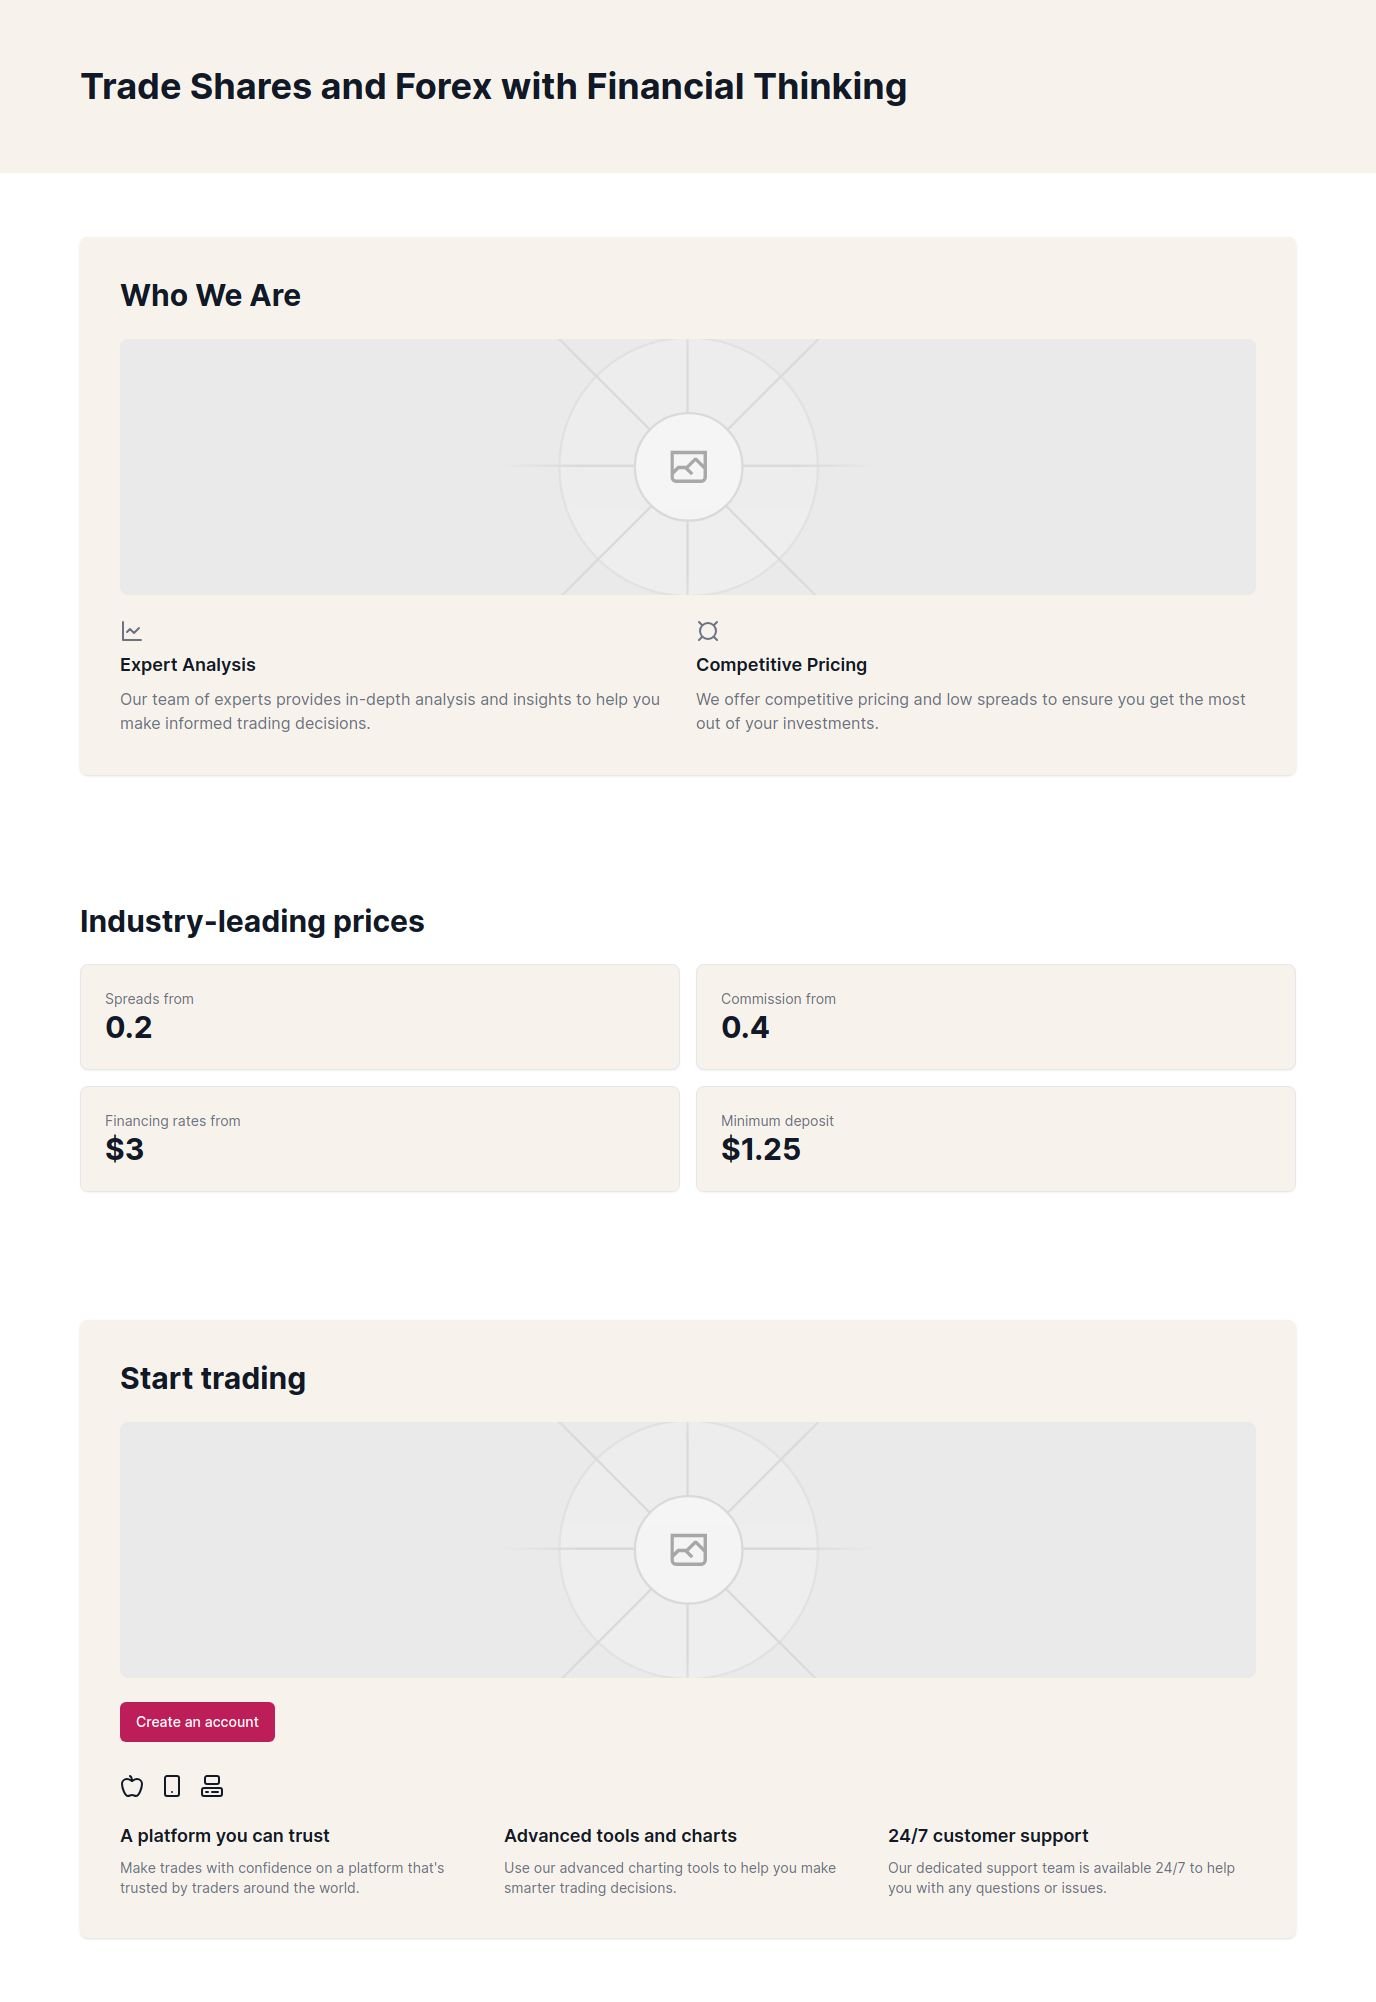 Trade Shares and Forex with Financial Thinking
Who We Are
Expert Analysis
Our team of experts provides in-depth analysis and insights to help you
make informed trading decisions.
Competitive Pricing
We offer competitive pricing and low spreads to ensure you get the most
out of your investments.
Industry-leading prices
Spreads from
0.2
Commission from
0.4
Financing rates from
$3
Minimum deposit
$1.25
Start trading
Create an account
A platform you can trust
Make trades with confidence on a platform that's
trusted by traders around the world.
Advanced tools and charts
Use our advanced charting tools to help you make
smarter trading decisions.
24/7 customer support
Our dedicated support team is available 24/7 to help
you with any questions or issues.